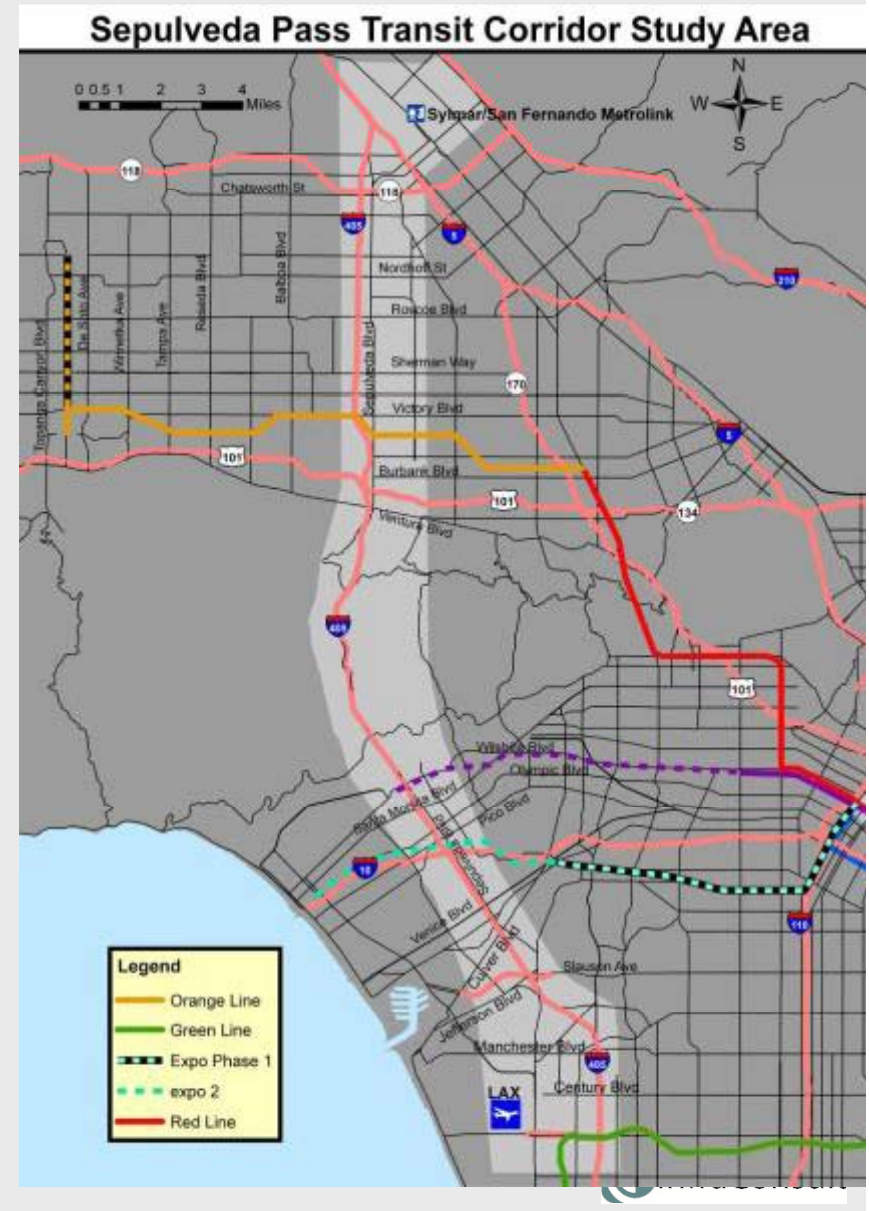 Sepulveda Pass Transit Corridor Study Area
0 0.5 1 2 3 4
Miles
N
W E
S
Sylmar/San Fernando Metrolink
118
Chatsworth St
118
405
5
Nordhoff St
210
Balboa Blvd
Reseda Blvd
De Soto Ave
Winnetka Ave
Tampa Ave
Topanga Canyon Blvd
Roscoe Blvd
Sepulveda Blvd
Sherman Way
170
Victory Blvd
5
101
Burbank Blvd
101
134
Ventura Blvd
405
101
Wilshire Blvd
Olympic Blvd
Santa Monica Blvd
Pico Blvd
Sepulveda Blvd
10
Venice Blvd
110
Culver Blvd
Slauson Ave
Jefferson Blvd
Manchester Blvd
405
Century Blvd
LAX
Legend
Orange Line
Green Line
Expo Phase 1
expo 2
Red Line